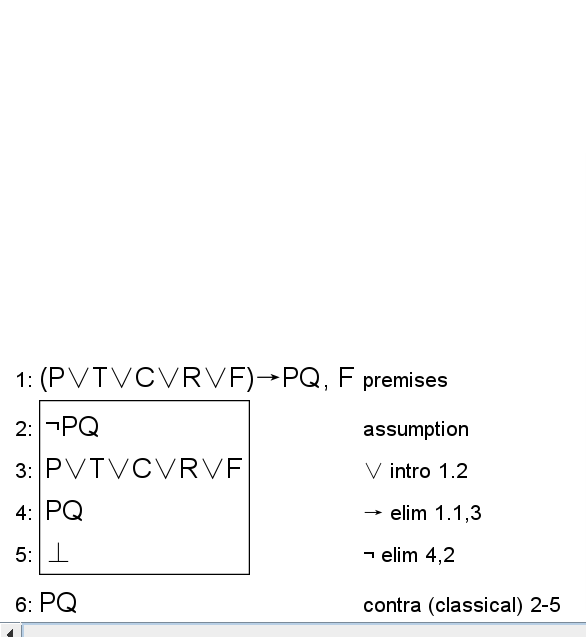 1: (P∨T∨C∨R∨F)→PQ, F premises
2: ¬PQ assumption
3: P∨T∨C∨R∨F ∨ intro 1.2
4: PQ → elim 1.1,3
5: ⊥ ¬ elim 4,2
6: PQ contra (classical) 2-5